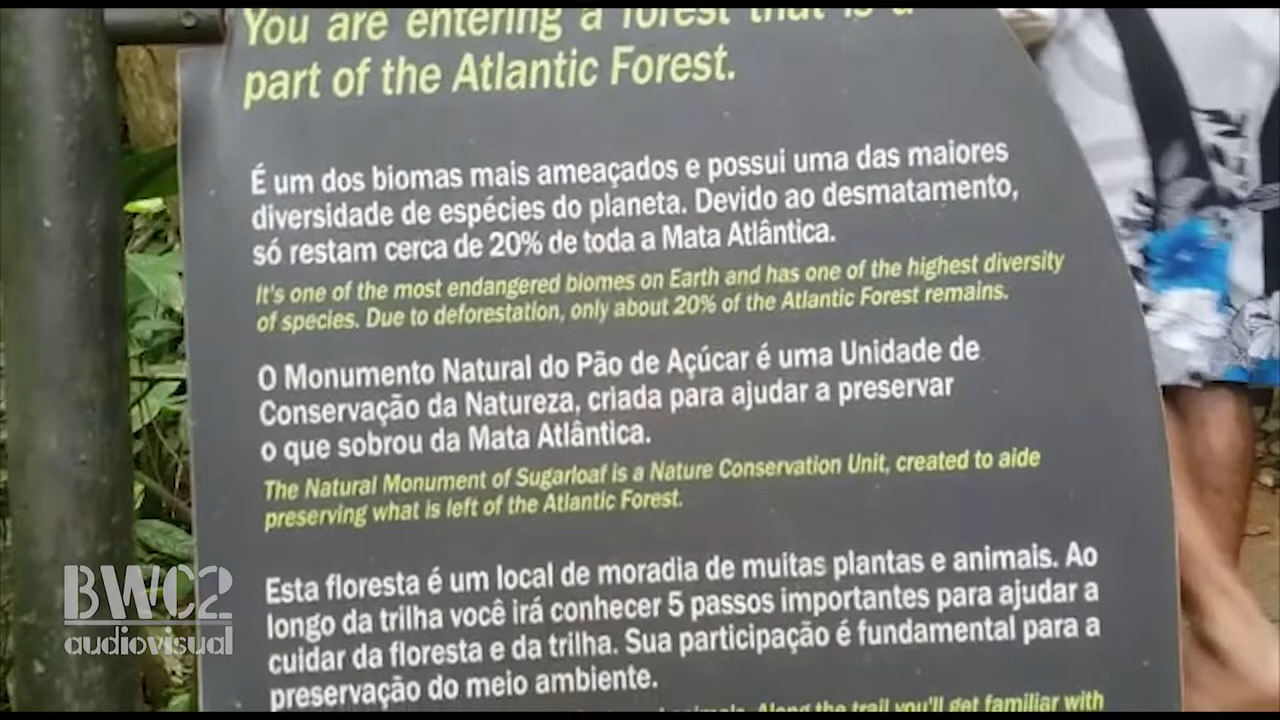 You are entering a forest that is a
part of the Atlantic Forest.
É um dos biomas mais ameaçados e possui uma das maiores
diversidade de espécies do planeta. Devido ao desmatamento,
só restam cerca de 20% de toda a Mata Atlântica.
It's one of the most endangered biomes on Earth and has one of the highest diversity
of species. Due to deforestation, only about 20% of the Atlantic Forest remains.
O Monumento Natural do Pão de Açúcar é uma Unidade de
Conservação da Natureza, criada para ajudar a preservar
o que sobrou da Mata Atlântica.
The Natural Monument of Sugarloaf is a Nature Conservation Unit, created to aide
preserving what is left of the Atlantic Forest.
Esta floresta é um local de moradia de muitas plantas e animais. Ao
longo da trilha você irá conhecer 5 passos importantes para ajudar a
cuidar da floresta e da trilha. Sua participação é fundamental para a
preservação do meio ambiente.
animals. Along the trail you'll get familiar with
BWC2
audiovisual